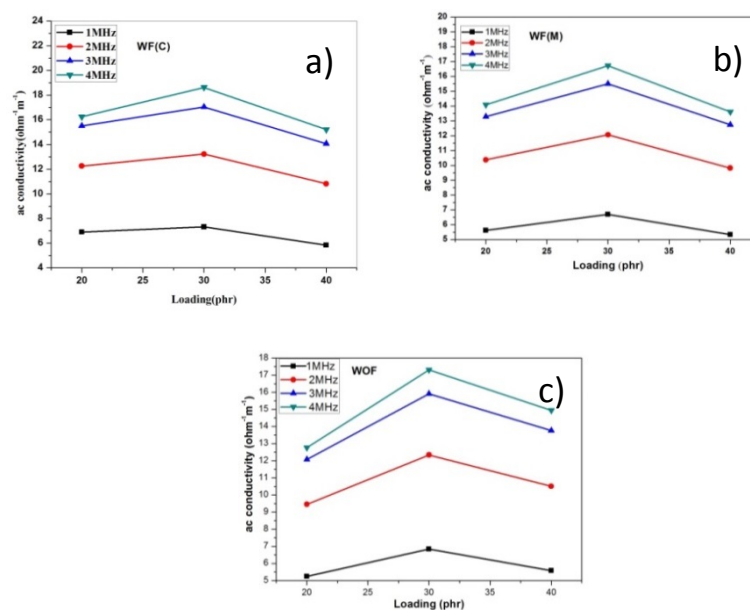 24
22
20
18
16
14
12
10
8
6
4
ac conductivity(ohm⁻¹m⁻¹)
1MHz
2MHz
3MHz
4MHz
WF(C)
a)
20 25 30 35 40
Loading(phr)
20
19
18
17
16
15
14
13
12
11
10
9
8
7
6
5
ac conductivity (ohm⁻¹m⁻¹)
1MHz
2MHz
3MHz
4MHz
WF(M)
b)
20 25 30 35 40
Loading (phr)
18
17
16
15
14
13
12
11
10
9
8
7
6
5
ac conductivity (ohm⁻¹m⁻¹)
1MHz
2MHz
3MHz
4MHz
WOF
c)
20 25 30 35 40
Loading (phr)